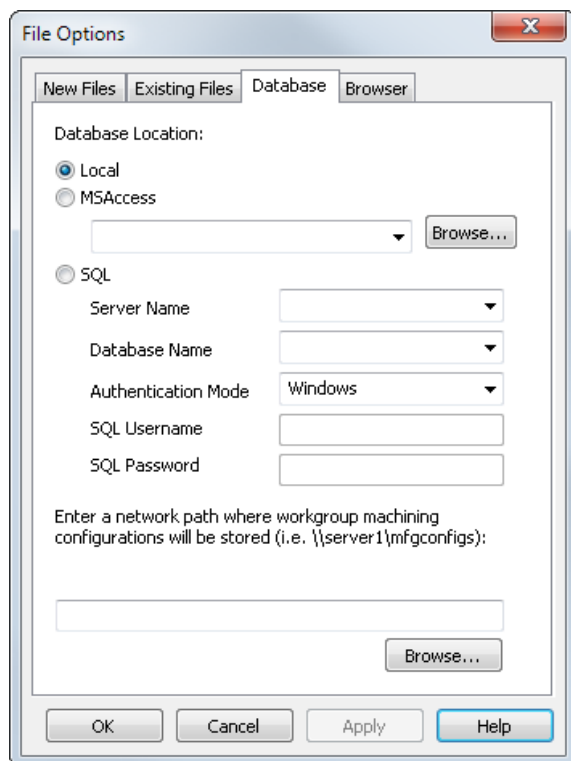 File Options
New Files Existing Files Database Browser
Database Location:
Local
MSAccess
Browse...
SQL
Server Name
Database Name
Authentication Mode Windows
SQL Username
SQL Password
Enter a network path where workgroup machining
configurations will be stored (i.e. \\server1\mfgconfigs):
Browse...
OK Cancel Apply Help